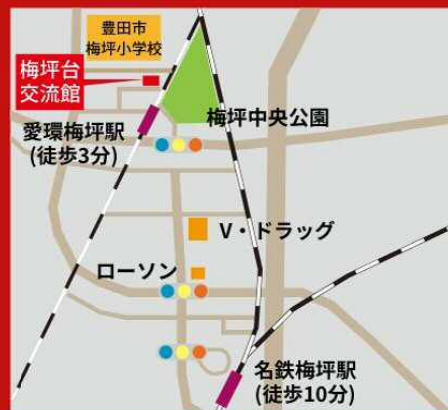 豊田市
梅坪小学校
梅坪台
交流館
愛環梅坪駅
(徒歩3分)
梅坪中央公園
V・ドラッグ
ローソン
名鉄梅坪駅
(徒歩10分)